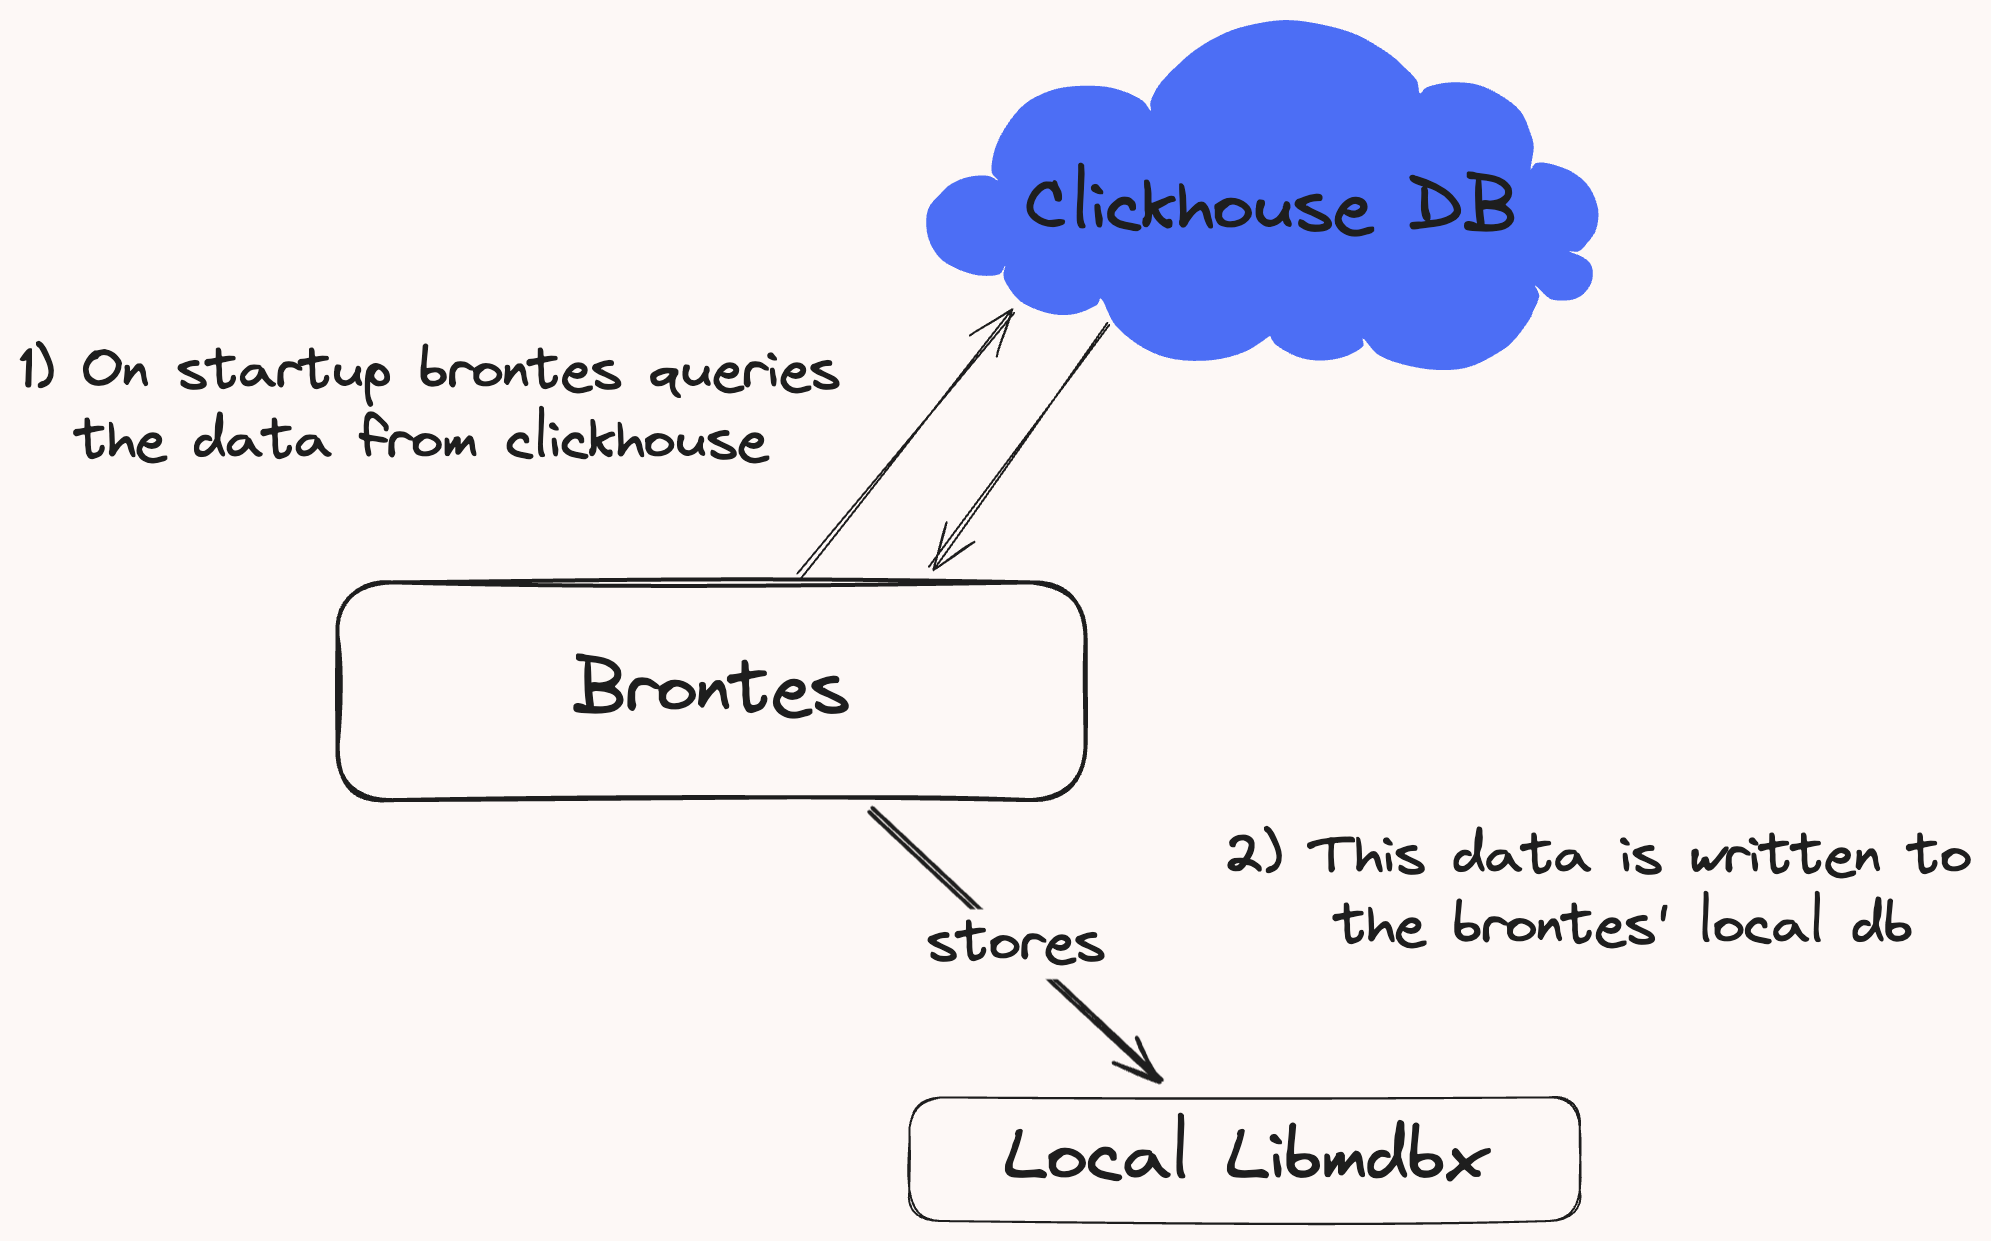 Clickhouse DB
1) On startup brontes queries
the data from clickhouse
Brontes
2) This data is written to
the brontes' local db
stores
Local Libmdbx